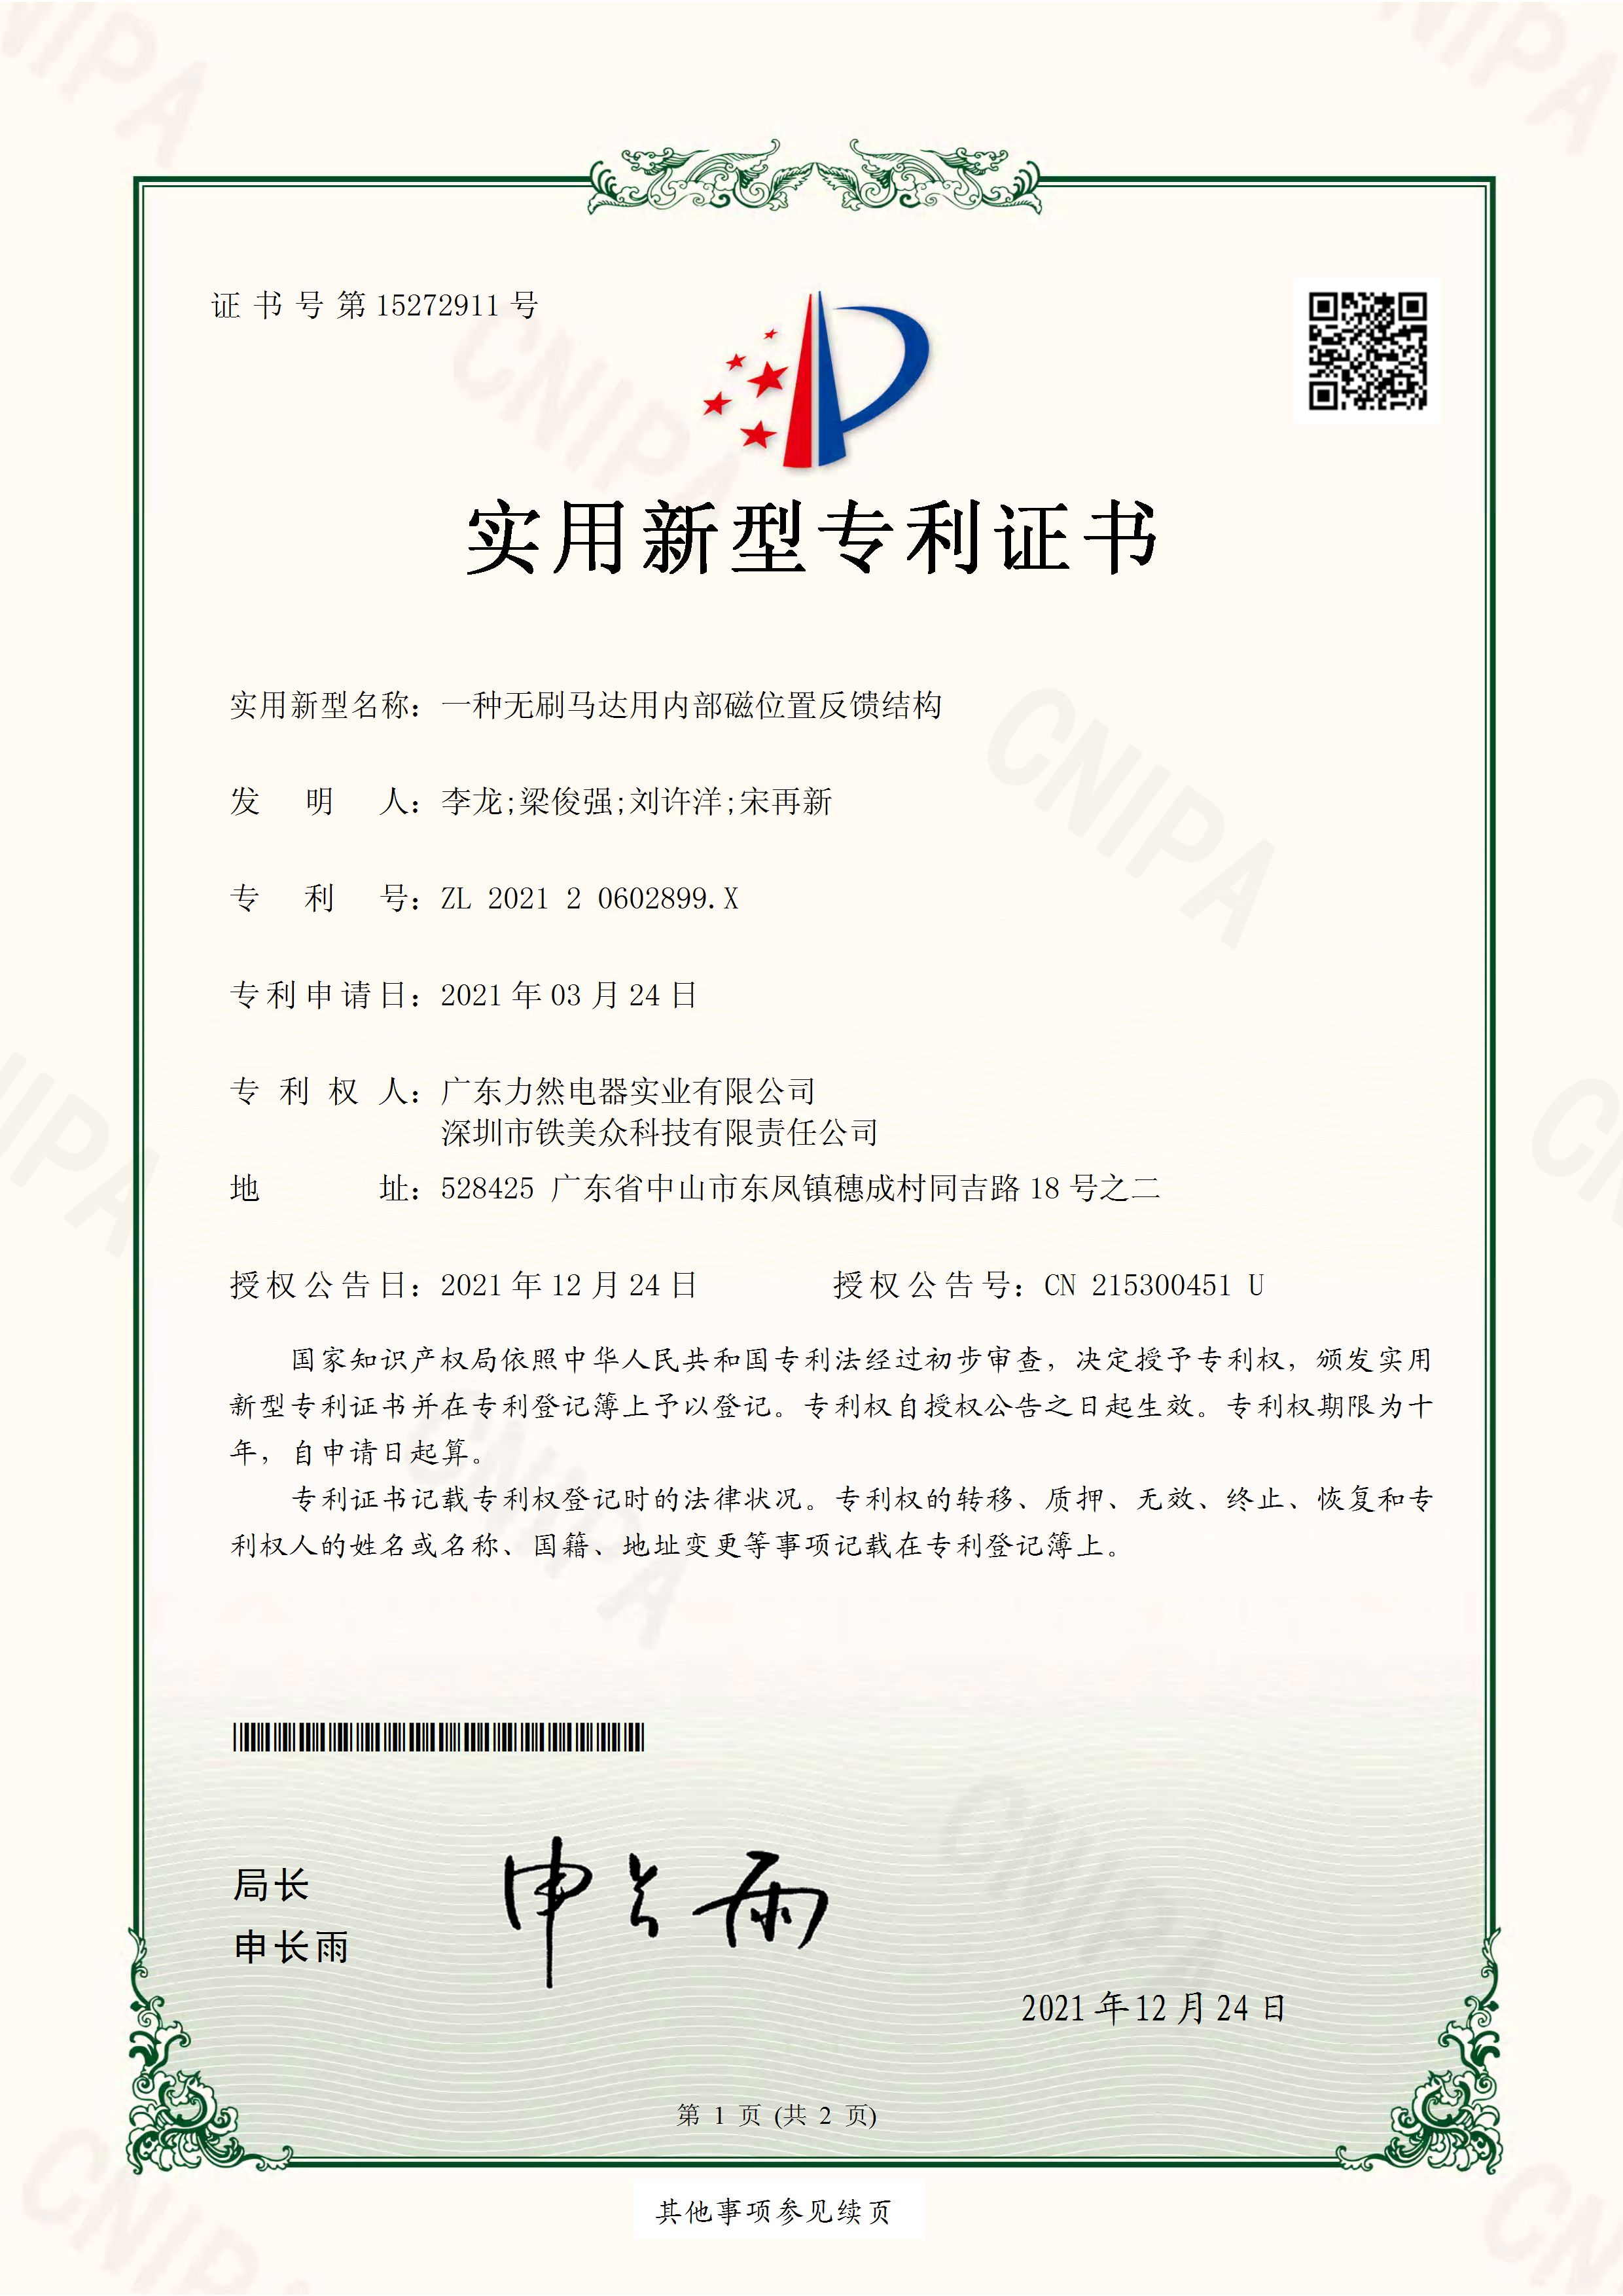 证书号第15272911号
实用新型专利证书
实用新型名称：一种无刷马达用内部磁位置反馈结构
发明人：李龙;梁俊强;刘许洋;宋再新
专利号：ZL 2021 2 0602899.X
专利申请日：2021年03月24日
专利权人：广东力然电器实业有限公司
深圳市铁美众科技有限责任公司
地址：528425 广东省中山市东凤镇穗成村同吉路18号之二
授权公告日：2021年12月24日 授权公告号：CN 215300451 U
国家知识产权局依照中华人民共和国专利法经过初步审查，决定授予专利权，颁发实用
新型专利证书并在专利登记簿上予以登记。专利权自授权公告之日起生效。专利权期限为十
年，自申请日起算。
专利证书记载专利权登记时的法律状况。专利权的转移、质押、无效、终止、恢复和专
利权人的姓名或名称、国籍、地址变更等事项记载在专利登记簿上。
局长
申长雨
申长雨
2021年12月24日
第 1 页 (共 2 页)
其他事项参见续页
CNIPA
CNIPA
CNIPA
CNIPA
CNIPA
CNIPA
CNIPA